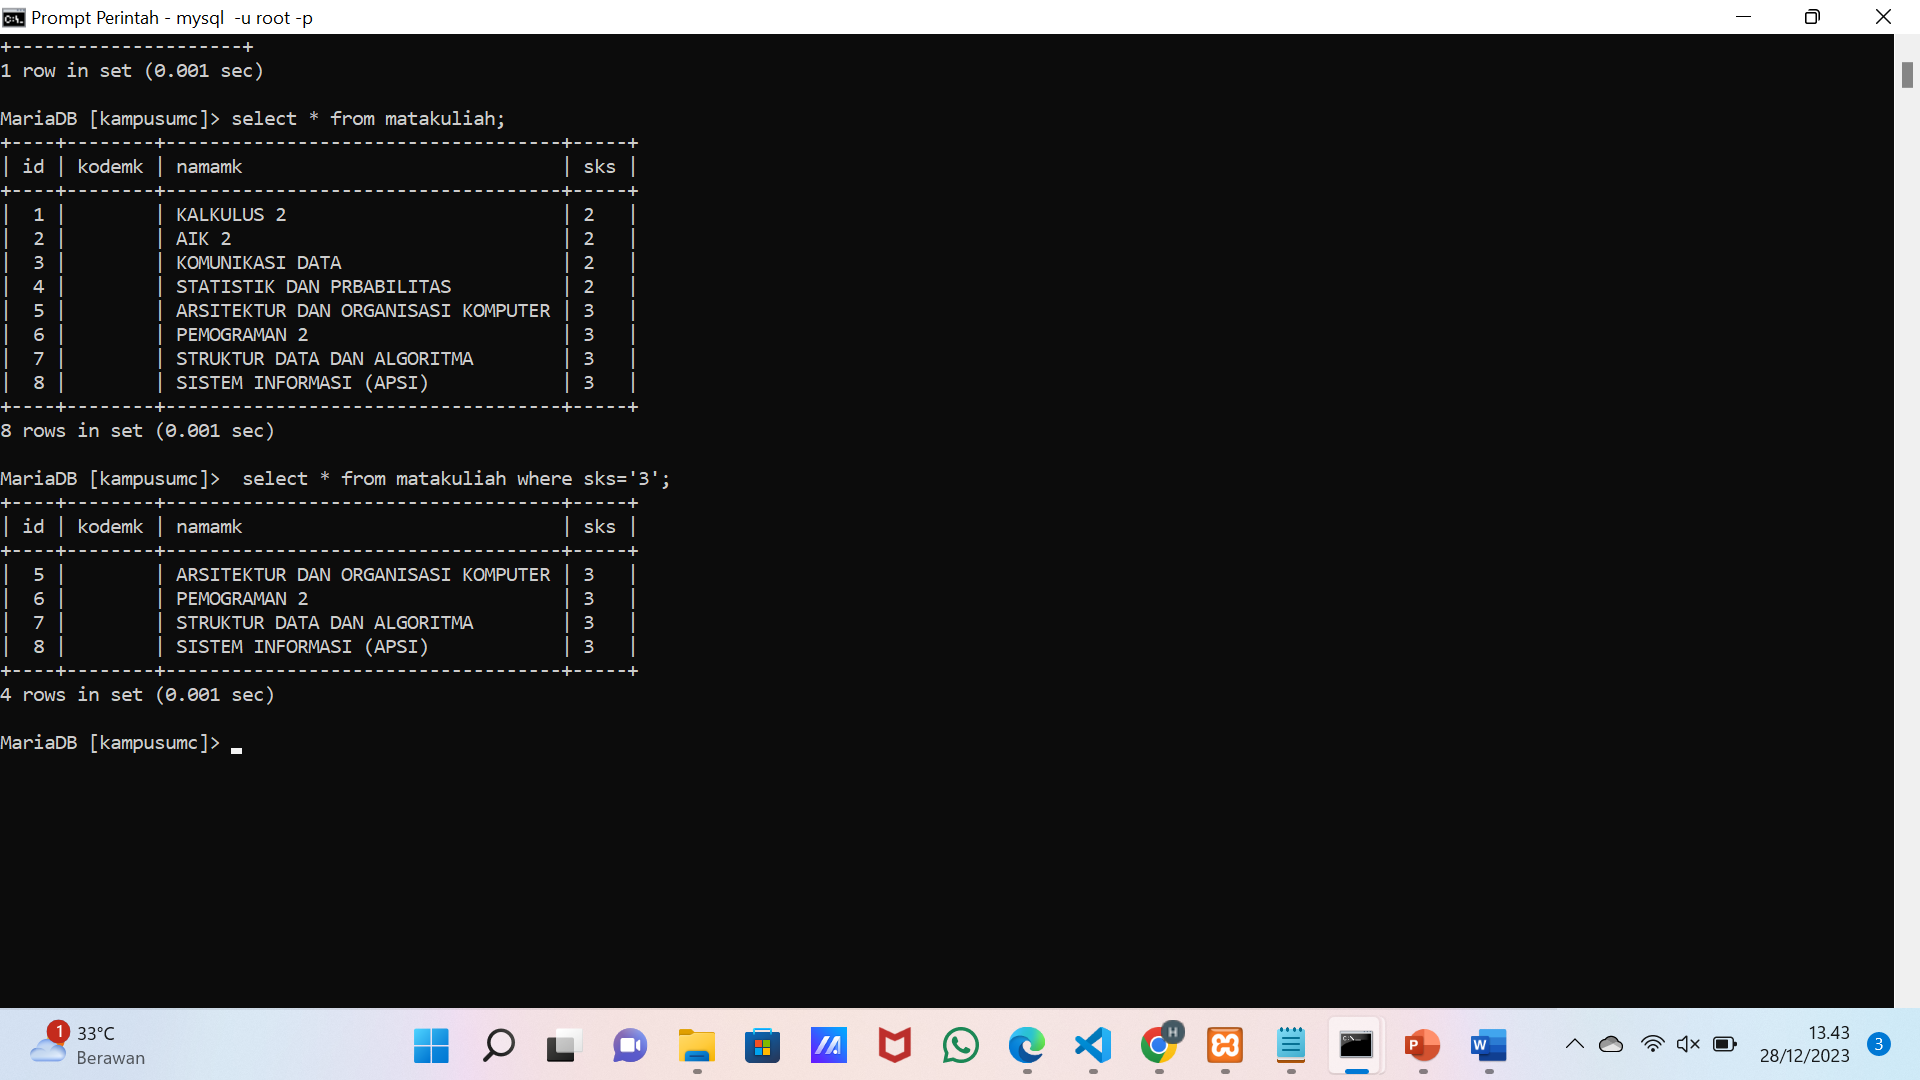 Prompt Perintah - mysql  -u root -p
+---------------------+
1 row in set (0.001 sec)
MariaDB [kampusumc]> select * from matakuliah;
+----+--------+------------------------------------+-----+
| id | kodemk | namamk                             | sks |
+----+--------+------------------------------------+-----+
|  1 |        | KALKULUS 2                         | 2   |
|  2 |        | AIK 2                              | 2   |
|  3 |        | KOMUNIKASI DATA                    | 2   |
|  4 |        | STATISTIK DAN PRBABILITAS          | 2   |
|  5 |        | ARSITEKTUR DAN ORGANISASI KOMPUTER | 3   |
|  6 |        | PEMOGRAMAN 2                       | 3   |
|  7 |        | STRUKTUR DATA DAN ALGORITMA        | 3   |
|  8 |        | SISTEM INFORMASI (APSI)            | 3   |
+----+--------+------------------------------------+-----+
8 rows in set (0.001 sec)
MariaDB [kampusumc]>  select * from matakuliah where sks='3';
+----+--------+------------------------------------+-----+
| id | kodemk | namamk                             | sks |
+----+--------+------------------------------------+-----+
|  5 |        | ARSITEKTUR DAN ORGANISASI KOMPUTER | 3   |
|  6 |        | PEMOGRAMAN 2                       | 3   |
|  7 |        | STRUKTUR DATA DAN ALGORITMA        | 3   |
|  8 |        | SISTEM INFORMASI (APSI)            | 3   |
+----+--------+------------------------------------+-----+
4 rows in set (0.001 sec)
MariaDB [kampusumc]> _
1
33°C
Berawan
H
P
W
13.43
28/12/2023
3